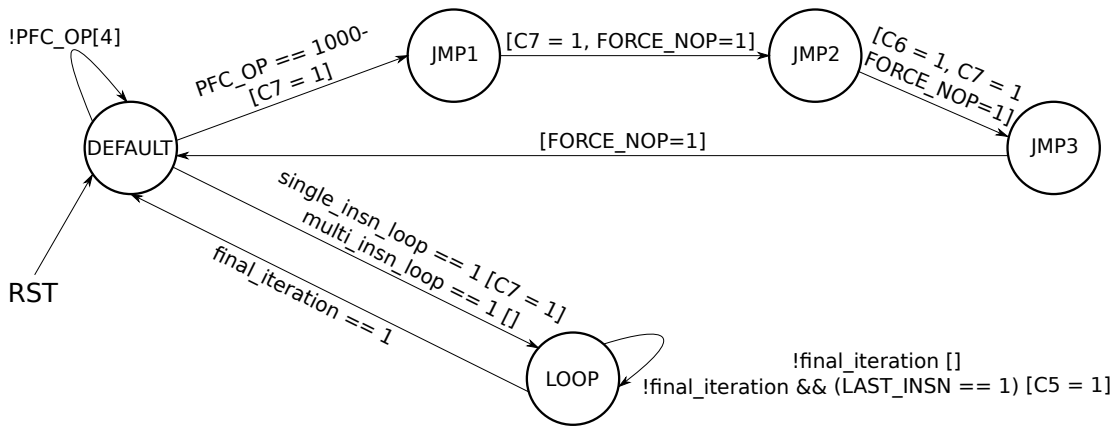 !PFC_OP[4]
PFC_OP == 1000-
[C7 = 1]
JMP1
[C7 = 1, FORCE_NOP=1]
JMP2
[C6 = 1, C7 = 1
FORCE_NOP=1]
JMP3
DEFAULT
[FORCE_NOP=1]
RST
single_insn_loop == 1 [C7 = 1]
multi_insn_loop == 1 []
final_iteration == 1
LOOP
!final_iteration []
!final_iteration && (LAST_INSN == 1) [C5 = 1]